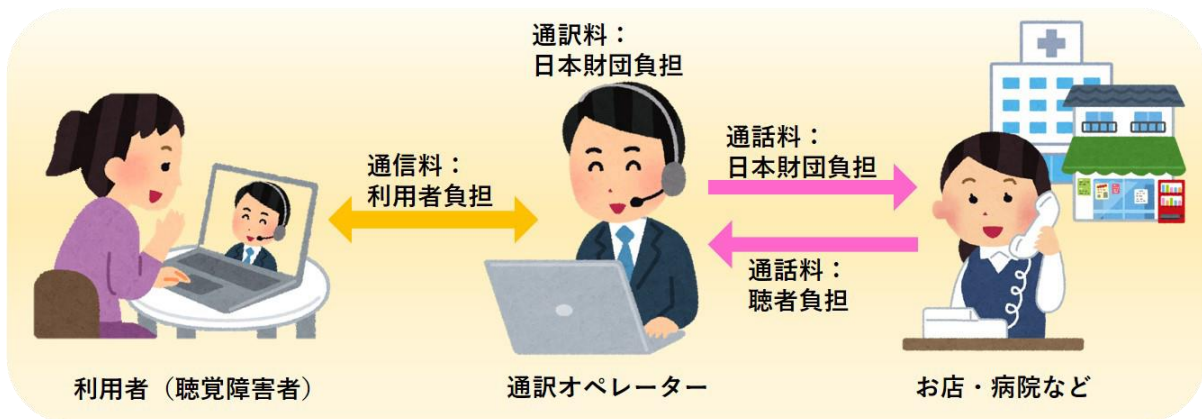 通訳料：
日本財団負担
通信料：
利用者負担
通話料：
日本財団負担
通話料：
聴者負担
利用者（聴覚障害者）
通訳オペレーター
お店・病院など